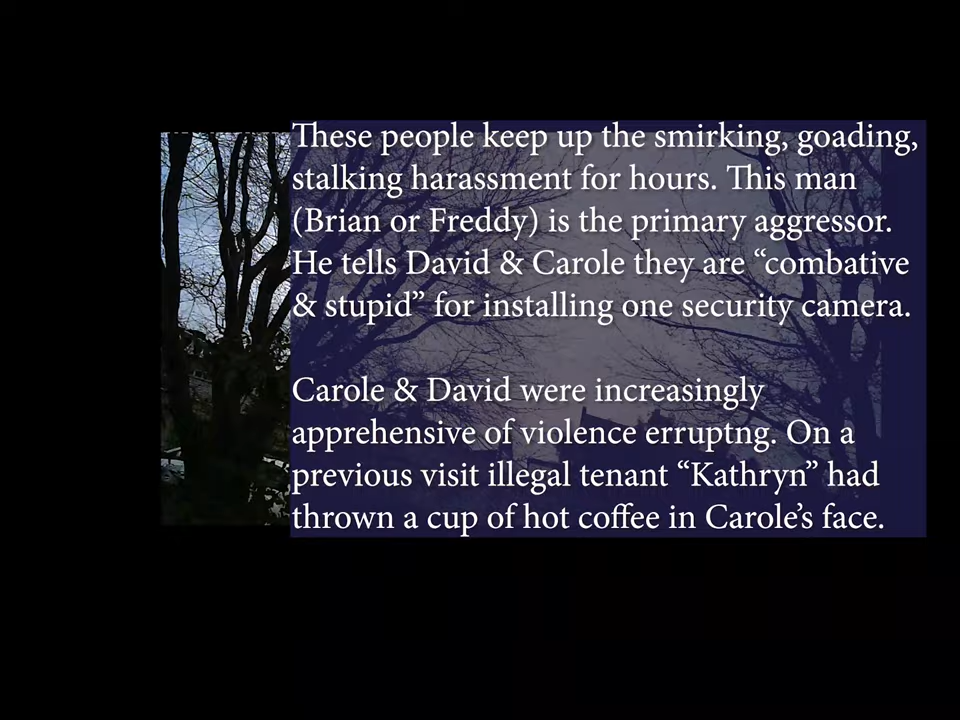 These people keep up the smirking, goading,
stalking harassment for hours. This man
(Brian or Freddy) is the primary aggressor.
He tells David & Carole they are “combative
& stupid” for installing one security camera.
Carole & David were increasingly
apprehensive of violence erruptng. On a
previous visit illegal tenant “Kathryn” had
thrown a cup of hot coffee in Carole’s face.